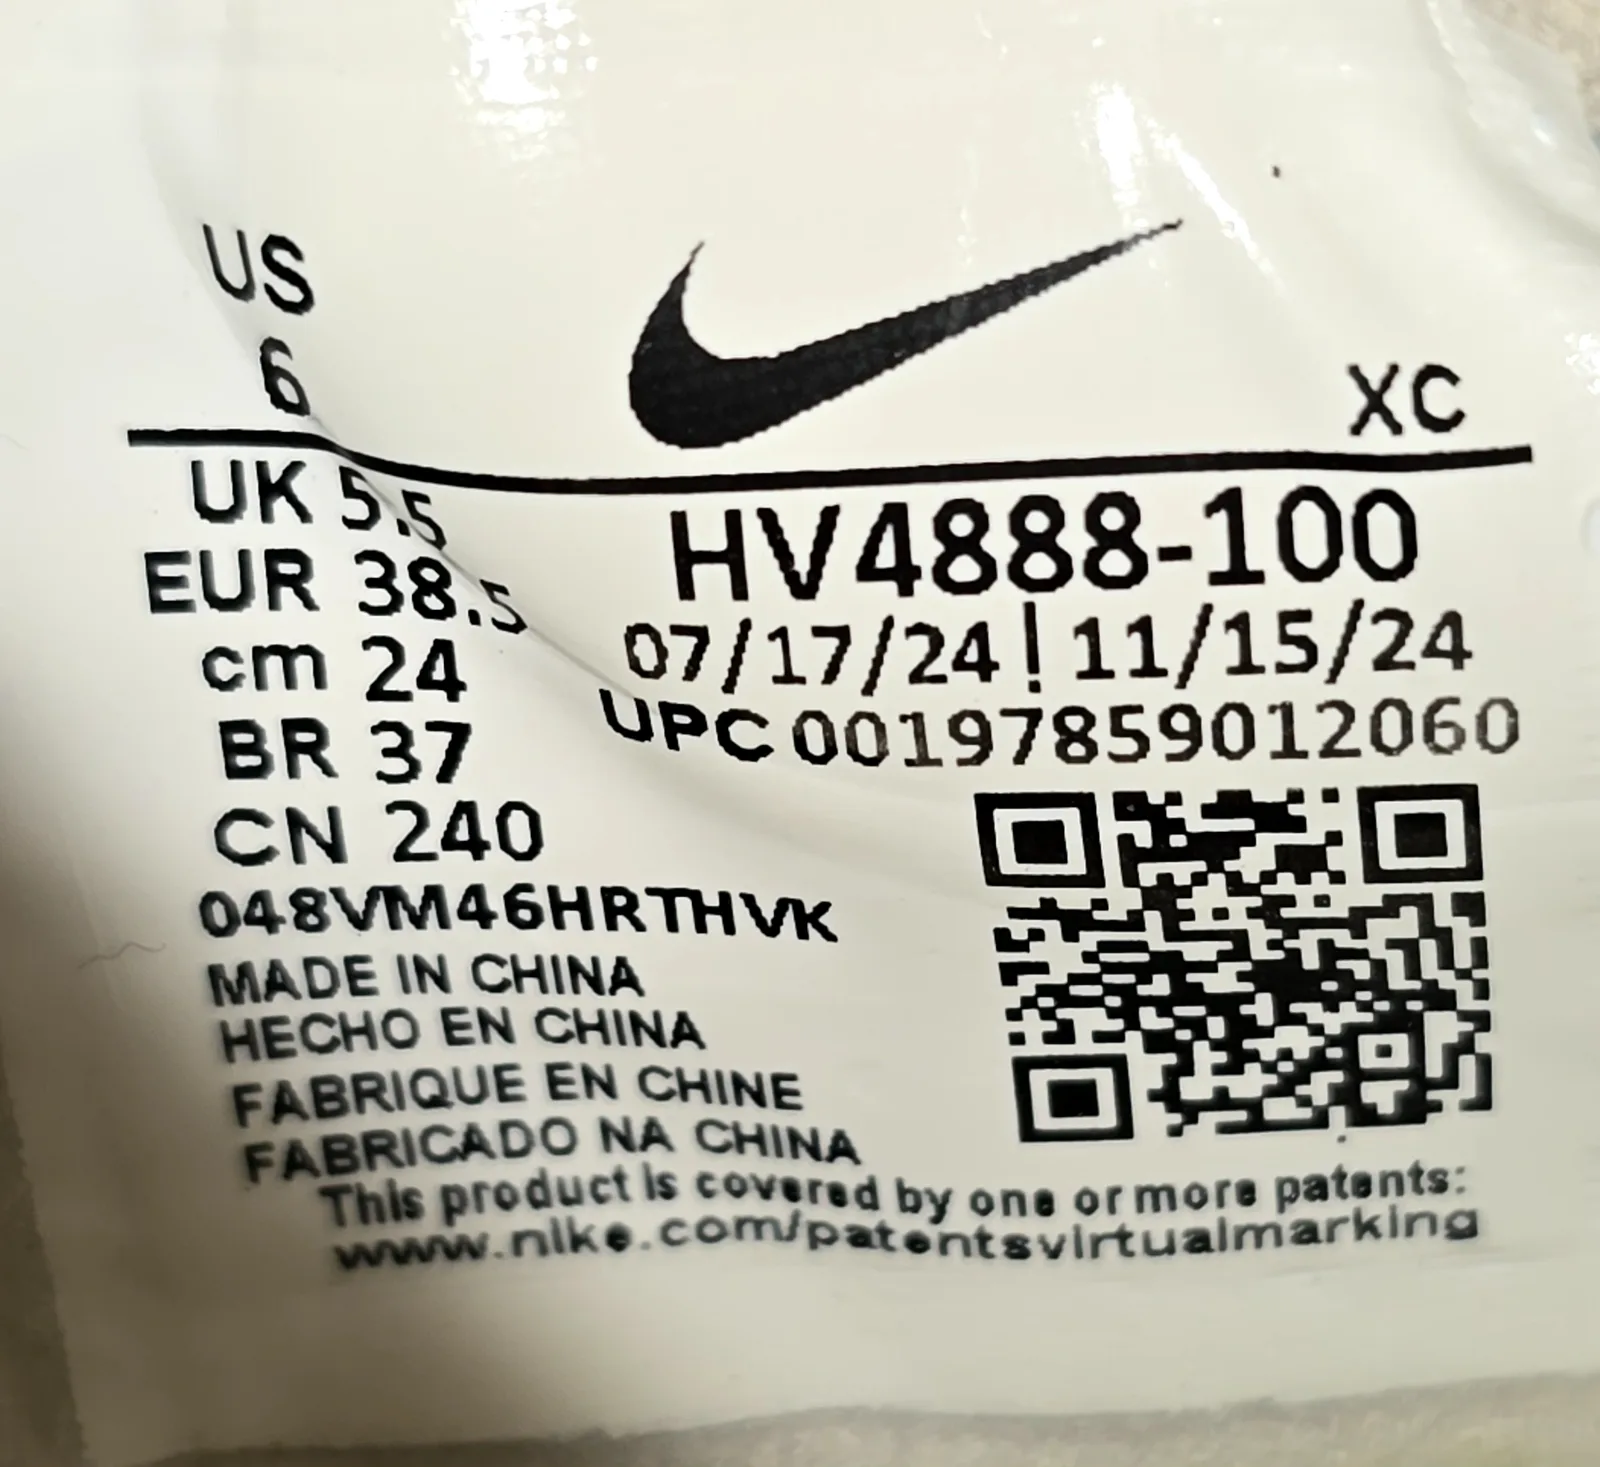 US
6
XC
UK 5.5
EUR 38.5
cm 24
BR 37
CN 240
HV4888-100
07/17/24 | 11/15/24
UPC 00197859012060
048VM46HRTHVK
MADE IN CHINA
HECHO EN CHINA
FABRIQUE EN CHINE
FABRICADO NA CHINA
This product is covered by one or more patents:
www.nike.com/patentsvirtualmarking